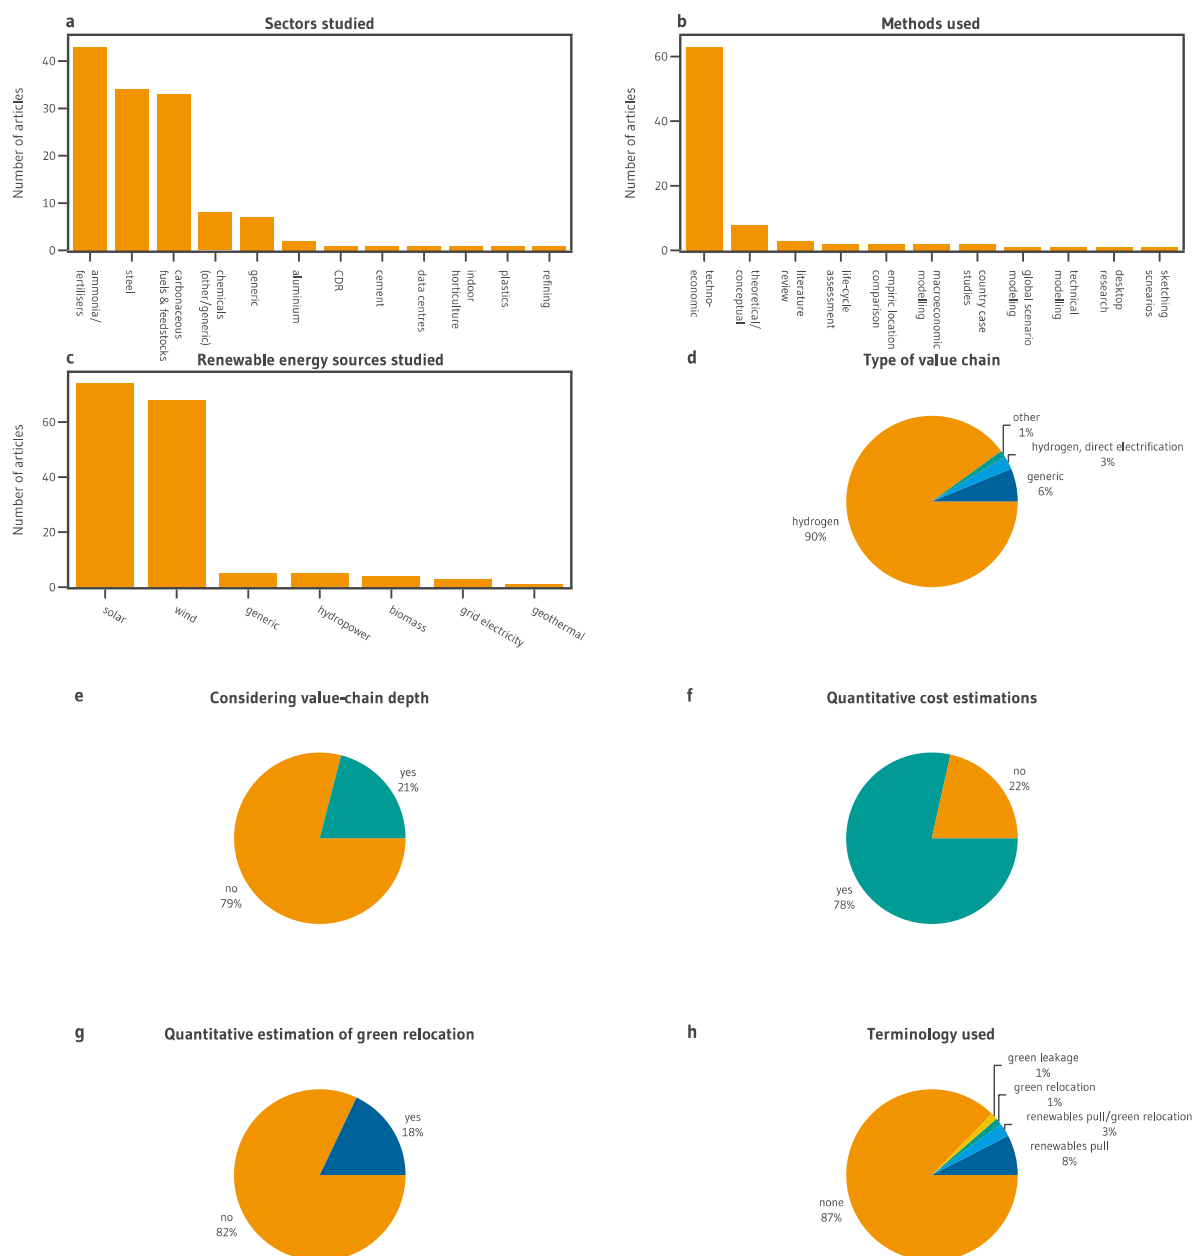 a
Sectors studied
Number of articles
40
30
20
10
0
ammonia/
fertilisers
steel
carbonaceous
fuels & feedstocks
chemicals
(other/generic)
generic
aluminium
CDR
cement
data centres
indoor
horticulture
plastics
refining
b
Methods used
Number of articles
60
40
20
0
techno-
economic
theoretical/
conceptual
literature
review
life-cycle
assessment
empiric location
comparison
macroeconomic
modelling
country case
studies
global scenario
modeling
technical
modelling
desktop
research
sketching
scnearios
c
Renewable energy sources studied
Number of articles
60
40
20
0
solar
wind
generic
hydropower
biomass
grid electricity
geothermal
d
Type of value chain
other
1%
hydrogen, direct electrification
3%
generic
6%
hydrogen
90%
e
Considering value-chain depth
yes
21%
no
79%
f
Quantitative cost estimations
no
22%
yes
78%
g
Quantitative estimation of green relocation
yes
18%
no
82%
h
Terminology used
green leakage
1%
green relocation
1%
renewables pull/green relocation
3%
renewables pull
8%
none
87%